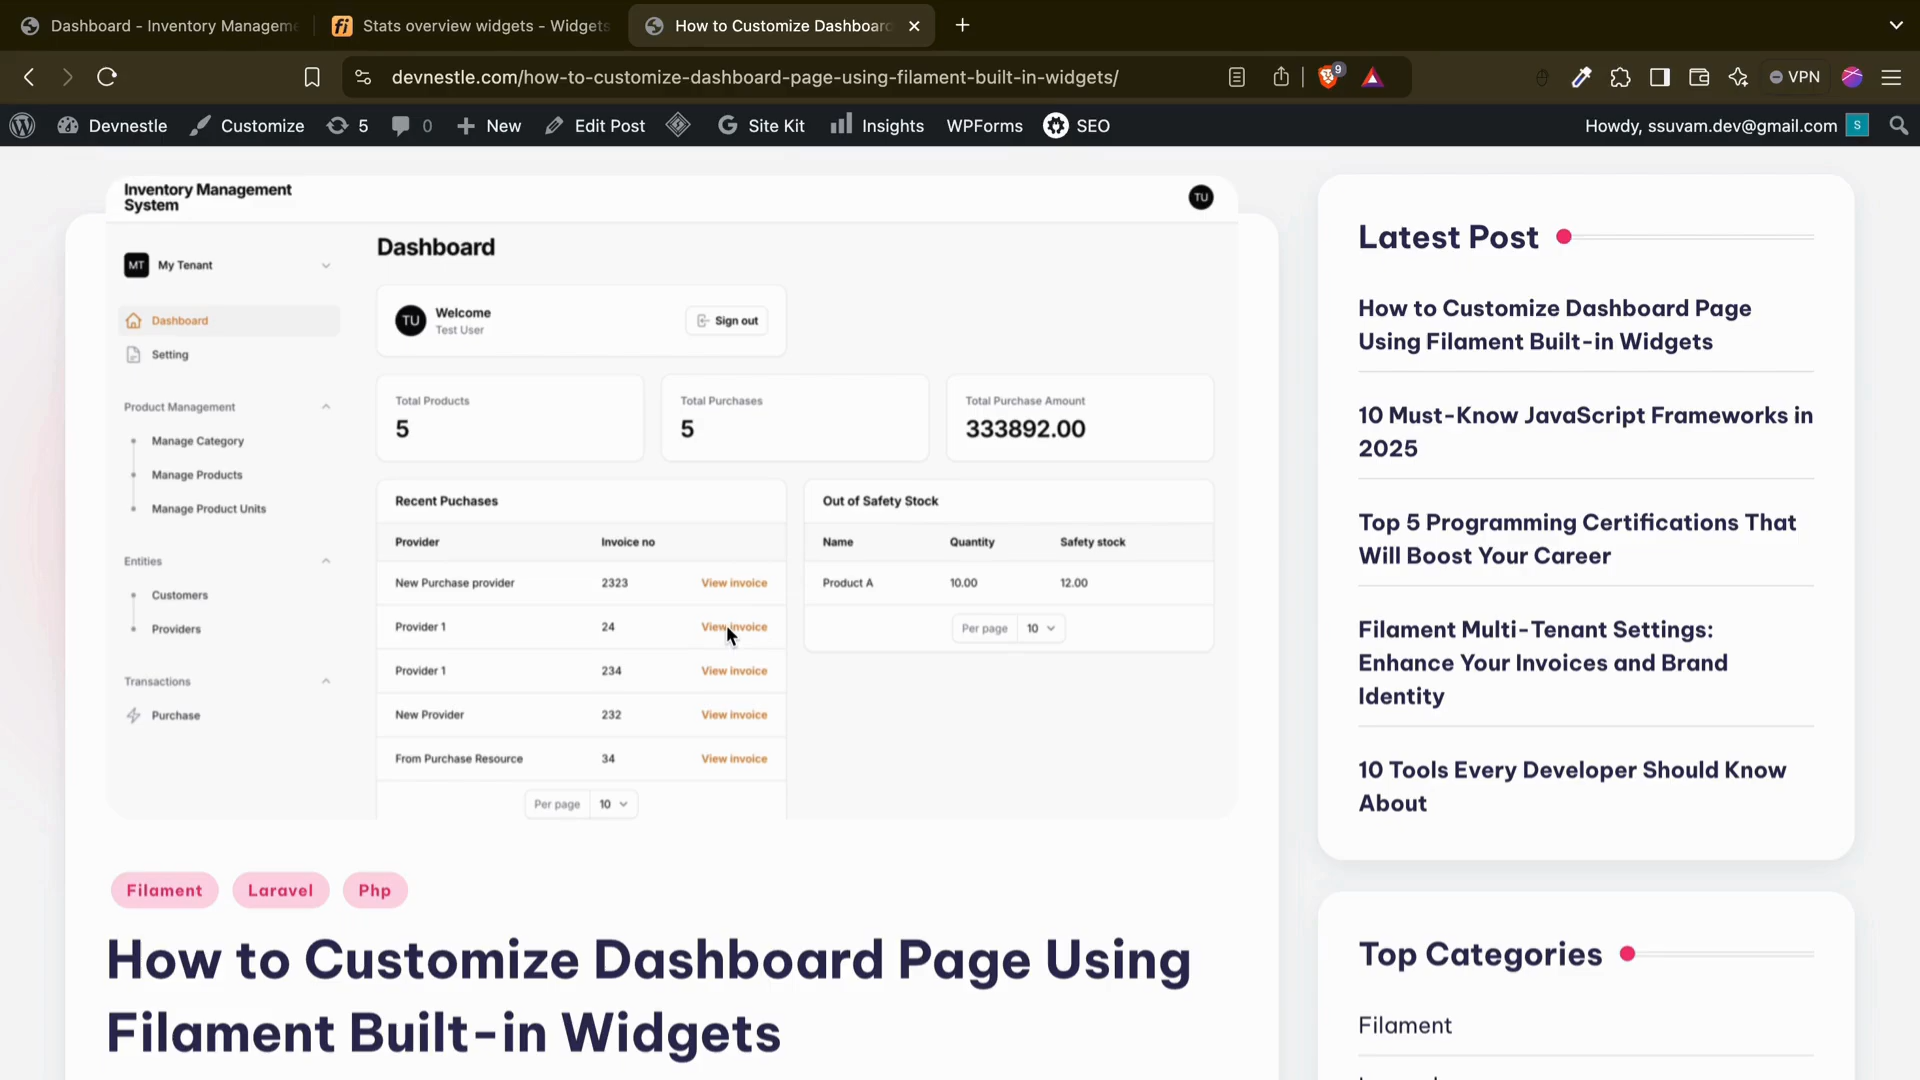 Dashboard - Inventory Manageme
Stats overview widgets - Widgets
How to Customize Dashboard
devnestle.com/how-to-customize-dashboard-page-using-filament-built-in-widgets/
9
VPN
Devnestle
Customize
5
0
New
Edit Post
Site Kit
Insights
WPForms
SEO
Howdy, ssuvam.dev@gmail.com
S
Inventory Management
System
TU
MT My Tenant
Dashboard
Setting
Product Management
Manage Category
Manage Products
Manage Product Units
Entities
Customers
Providers
Transactions
Purchase
Dashboard
TU
Welcome
Test User
Sign out
Total Products
5
Total Purchases
5
Total Purchase Amount
333892.00
Recent Puchases
Provider Invoice no
New Purchase provider 2323 View invoice
Provider 1 24 View invoice
Provider 1 234 View invoice
New Provider 232 View invoice
From Purchase Resource 34 View invoice
Per page 10
Out of Safety Stock
Name Quantity Safety stock
Product A 10.00 12.00
Per page 10
Filament Laravel Php
How to Customize Dashboard Page Using
Filament Built-in Widgets
Latest Post
How to Customize Dashboard Page
Using Filament Built-in Widgets
10 Must-Know JavaScript Frameworks in
2025
Top 5 Programming Certifications That
Will Boost Your Career
Filament Multi-Tenant Settings:
Enhance Your Invoices and Brand
Identity
10 Tools Every Developer Should Know
About
Top Categories
Filament